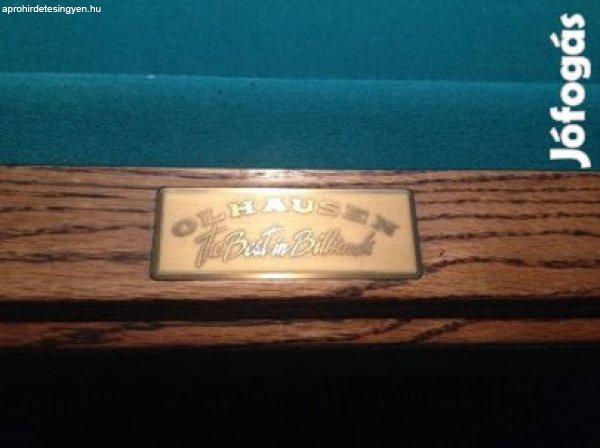 aprohirdetesingyen.hu
Jófogás
OLHAUSEN
The Best in Billiards